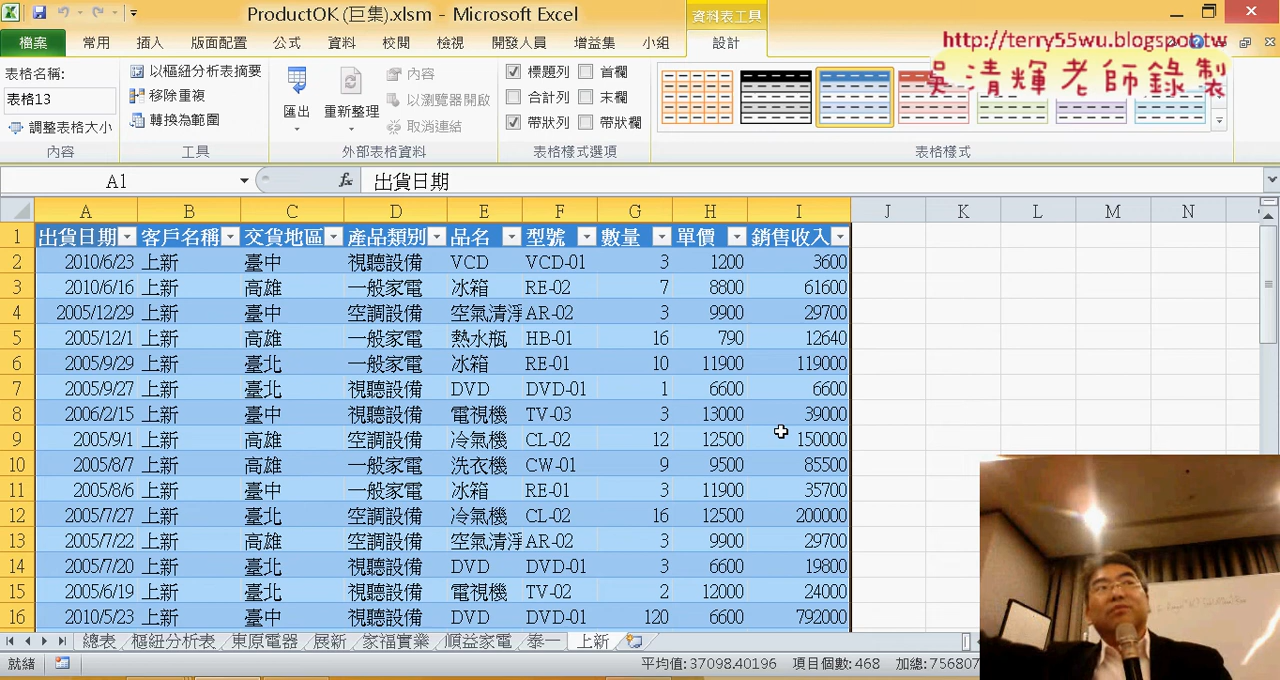 ProductOK (巨集).xlsm - Microsoft Excel
資料表工具
檔案 常用 插入 版面配置 公式 資料 校閱 檢視 開發人員 增益集 小組 設計
http://terry55wu.blogspot.tw
吳清輝老師錄製
表格名稱:
表格13
調整表格大小
內容
以樞紐分析表摘要
移除重複
轉換為範圍
工具
匯出
重新整理
內容
以瀏覽器開啟
取消連結
外部表格資料
標題列 首欄
合計列 末欄
帶狀列 帶狀欄
表格樣式選項
表格樣式
A1 fx 出貨日期
A B C D E F G H I J K L M N
1 出貨日期 客戶名稱 交貨地區 產品類別 品名 型號 數量 單價 銷售收入
2 2010/6/23 上新 臺中 視聽設備 VCD VCD-01 3 1200 3600
3 2010/6/16 上新 高雄 一般家電 冰箱 RE-02 7 8800 61600
4 2005/12/29 上新 臺中 空調設備 空氣清淨 AR-02 3 9900 29700
5 2005/12/1 上新 高雄 一般家電 熱水瓶 HB-01 16 790 12640
6 2005/9/29 上新 臺北 一般家電 冰箱 RE-01 10 11900 119000
7 2005/9/27 上新 臺北 視聽設備 DVD DVD-01 1 6600 6600
8 2006/2/15 上新 臺中 視聽設備 電視機 TV-03 3 13000 39000
9 2005/9/1 上新 高雄 空調設備 冷氣機 CL-02 12 12500 150000
10 2005/8/7 上新 高雄 一般家電 洗衣機 CW-01 9 9500 85500
11 2005/8/6 上新 臺中 一般家電 冰箱 RE-01 3 11900 35700
12 2005/7/27 上新 臺北 空調設備 冷氣機 CL-02 16 12500 200000
13 2005/7/22 上新 高雄 空調設備 空氣清淨 AR-02 3 9900 29700
14 2005/7/20 上新 臺北 視聽設備 DVD DVD-01 3 6600 19800
15 2005/6/19 上新 臺北 視聽設備 電視機 TV-02 2 12000 24000
16 2010/5/23 上新 臺中 視聽設備 DVD DVD-01 120 6600 792000
總表 樞紐分析表 東原電器 展新 家福實業 順益家電 泰一 上新
就緒 平均值: 37098.40196 項目個數: 468 加總: 756807